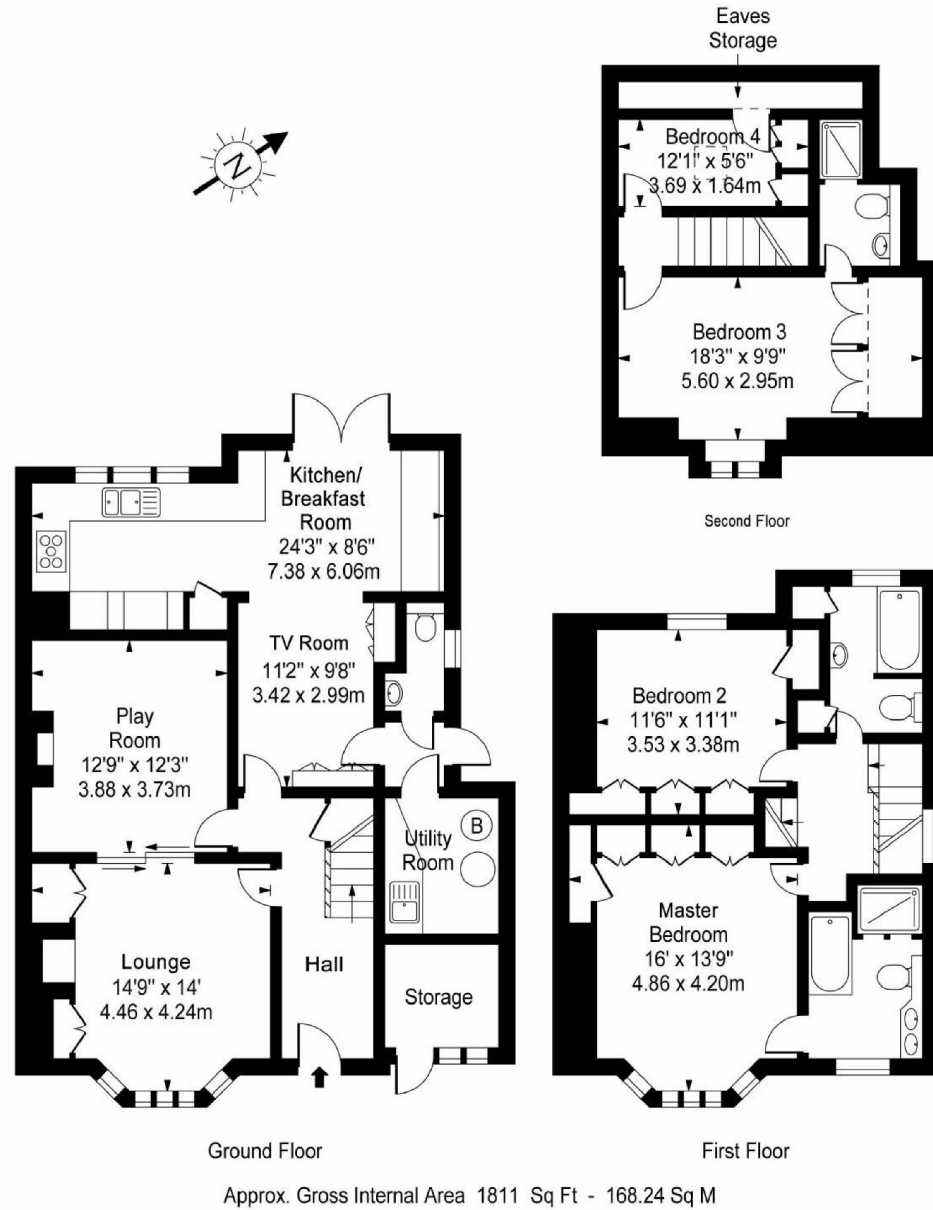 Eaves
Storage
Bedroom 4
12'1" x 5'6"
3.69 x 1.64m
N
Bedroom 3
18'3" x 9'9"
5.60 x 2.95m
Second Floor
Kitchen/
Breakfast
Room
24'3" x 8'6"
7.38 x 6.06m
TV Room
11'2" x 9'8"
3.42 x 2.99m
Play
Room
12'9" x 12'3"
3.88 x 3.73m
Utility
Room
B
Lounge
14'9" x 14'
4.46 x 4.24m
Hall
Storage
Ground Floor
Bedroom 2
11'6" x 11'1"
3.53 x 3.38m
Master
Bedroom
16' x 13'9"
4.86 x 4.20m
First Floor
Approx. Gross Internal Area 1811 Sq Ft - 168.24 Sq M